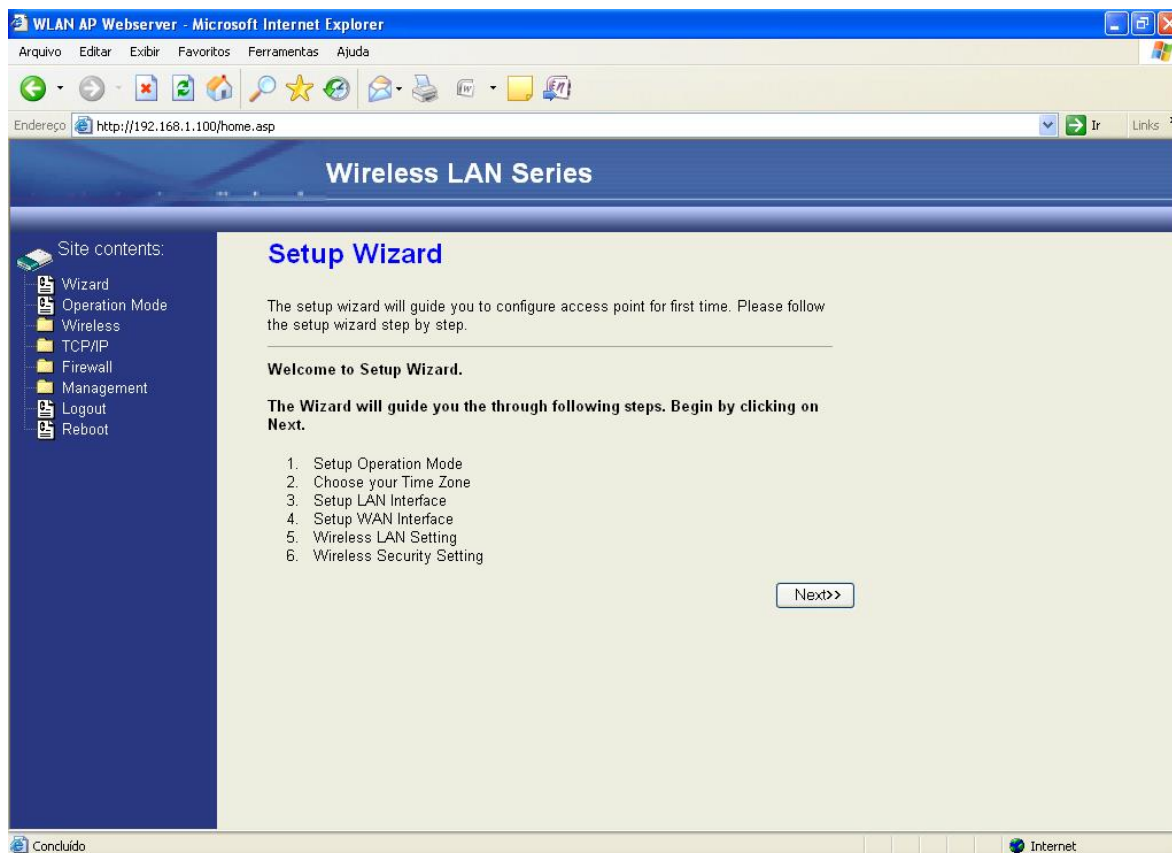 WLAN AP Webserver - Microsoft Internet Explorer
Arquivo Editar Exibir Favoritos Ferramentas Ajuda
Endereço http://192.168.1.100/home.asp Ir Links
Wireless LAN Series
Site contents:
Wizard
Operation Mode
Wireless
TCP/IP
Firewall
Management
Logout
Reboot
Setup Wizard
The setup wizard will guide you to configure access point for first time. Please follow
the setup wizard step by step.
Welcome to Setup Wizard.
The Wizard will guide you the through following steps. Begin by clicking on
Next.
1. Setup Operation Mode
2. Choose your Time Zone
3. Setup LAN Interface
4. Setup WAN Interface
5. Wireless LAN Setting
6. Wireless Security Setting
Next>>
Concluído Internet